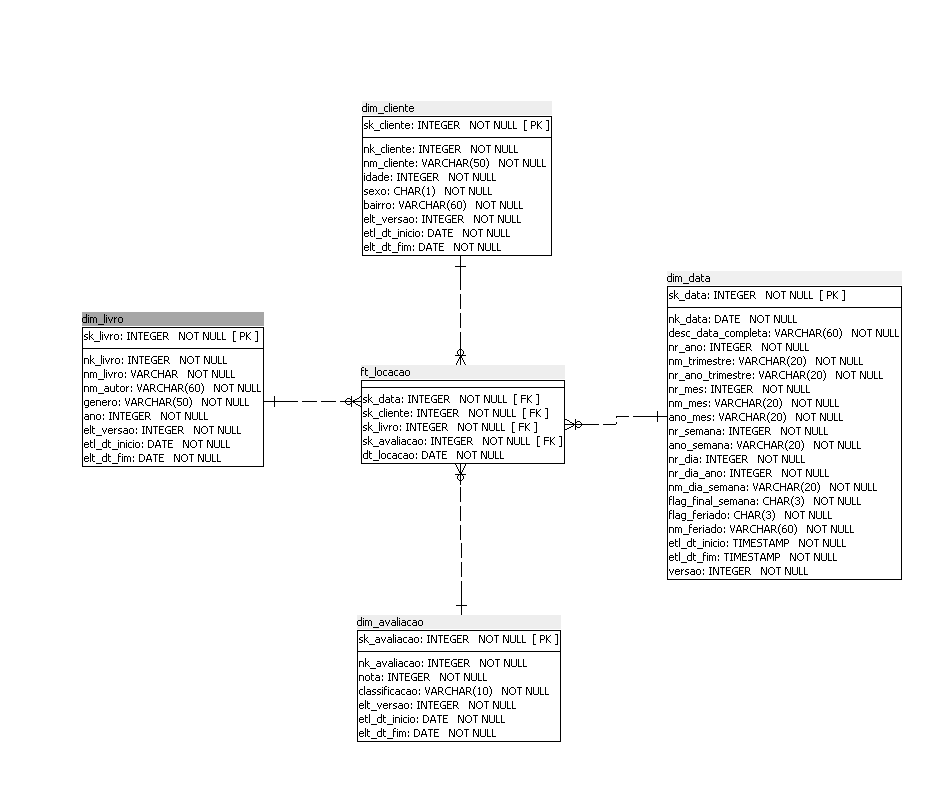 dim_cliente
sk_cliente: INTEGER NOT NULL [ PK ]
nk_cliente: INTEGER NOT NULL
nm_cliente: VARCHAR(50) NOT NULL
idade: INTEGER NOT NULL
sexo: CHAR(1) NOT NULL
bairro: VARCHAR(60) NOT NULL
elt_versao: INTEGER NOT NULL
etl_dt_inicio: DATE NOT NULL
elt_dt_fim: DATE NOT NULL
dim_livro
sk_livro: INTEGER NOT NULL [ PK ]
nk_livro: INTEGER NOT NULL
nm_livro: VARCHAR NOT NULL
nm_autor: VARCHAR(60) NOT NULL
genero: VARCHAR(50) NOT NULL
ano: INTEGER NOT NULL
elt_versao: INTEGER NOT NULL
etl_dt_inicio: DATE NOT NULL
elt_dt_fim: DATE NOT NULL
ft_locacao
sk_data: INTEGER NOT NULL [ FK ]
sk_cliente: INTEGER NOT NULL [ FK ]
sk_livro: INTEGER NOT NULL [ FK ]
sk_avaliacao: INTEGER NOT NULL [ FK ]
dt_locacao: DATE NOT NULL
dim_data
sk_data: INTEGER NOT NULL [ PK ]
nk_data: DATE NOT NULL
desc_data_completa: VARCHAR(60) NOT NULL
nr_ano: INTEGER NOT NULL
nm_trimestre: VARCHAR(20) NOT NULL
nr_ano_trimestre: VARCHAR(20) NOT NULL
nr_mes: INTEGER NOT NULL
nm_mes: VARCHAR(20) NOT NULL
ano_mes: VARCHAR(20) NOT NULL
nr_semana: INTEGER NOT NULL
ano_semana: VARCHAR(20) NOT NULL
nr_dia: INTEGER NOT NULL
nr_dia_ano: INTEGER NOT NULL
nm_dia_semana: VARCHAR(20) NOT NULL
flag_final_semana: CHAR(3) NOT NULL
flag_feriado: CHAR(3) NOT NULL
nm_feriado: VARCHAR(60) NOT NULL
etl_dt_inicio: TIMESTAMP NOT NULL
etl_dt_fim: TIMESTAMP NOT NULL
versao: INTEGER NOT NULL
dim_avaliacao
sk_avaliacao: INTEGER NOT NULL [ PK ]
nk_avaliacao: INTEGER NOT NULL
nota: INTEGER NOT NULL
classificacao: VARCHAR(10) NOT NULL
elt_versao: INTEGER NOT NULL
etl_dt_inicio: DATE NOT NULL
elt_dt_fim: DATE NOT NULL